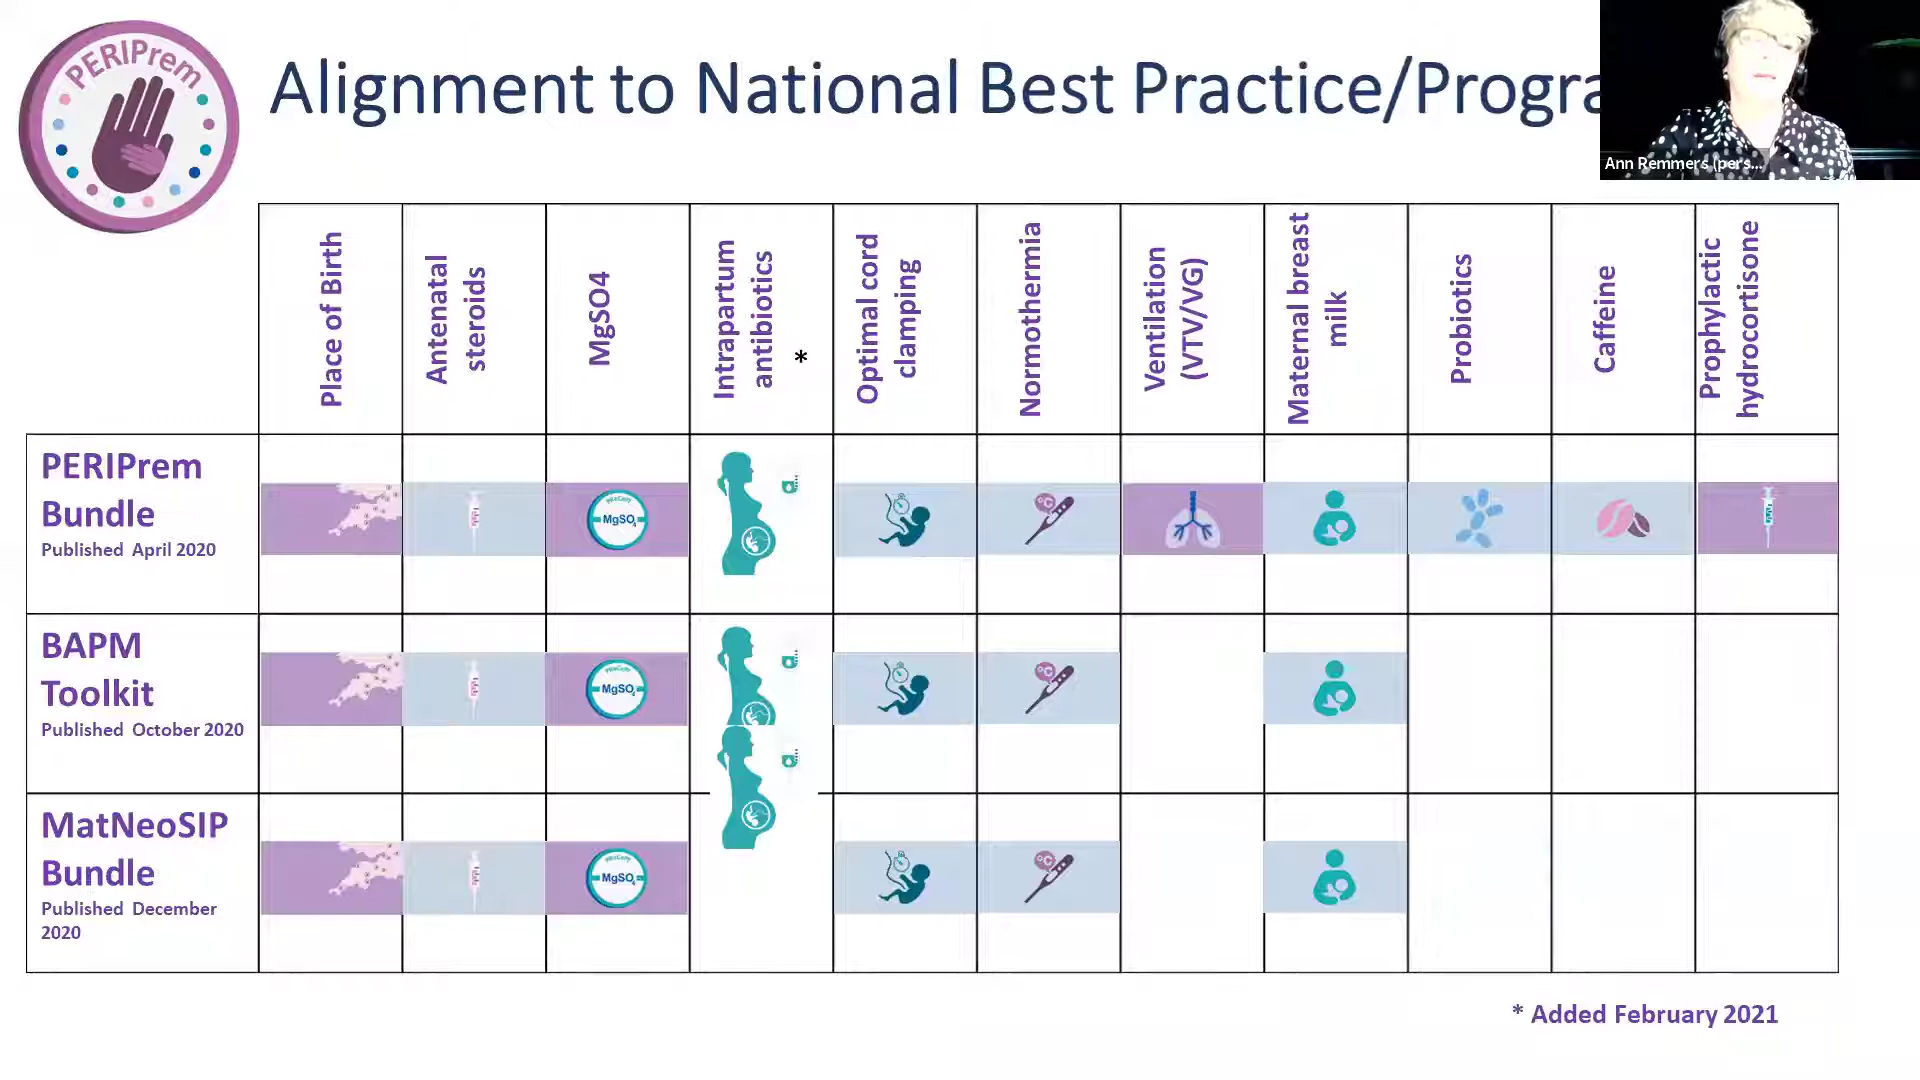 PERIPrem
Alignment to National Best Practice/Progra
Ann Remmers (pers...)
Place of Birth
Antenatal
steroids
MgSO4
Intrapartum
antibiotics
*
Optimal cord
clamping
Normothermia
Ventilation
(VTV/VG)
Maternal breast
milk
Probiotics
Caffeine
Prophylactic
hydrocortisone
PERIPrem
Bundle
Published April 2020
MgSO4
°C
BAPM
Toolkit
Published October 2020
MgSO4
°C
MatNeoSIP
Bundle
Published December
2020
MgSO4
°C
* Added February 2021